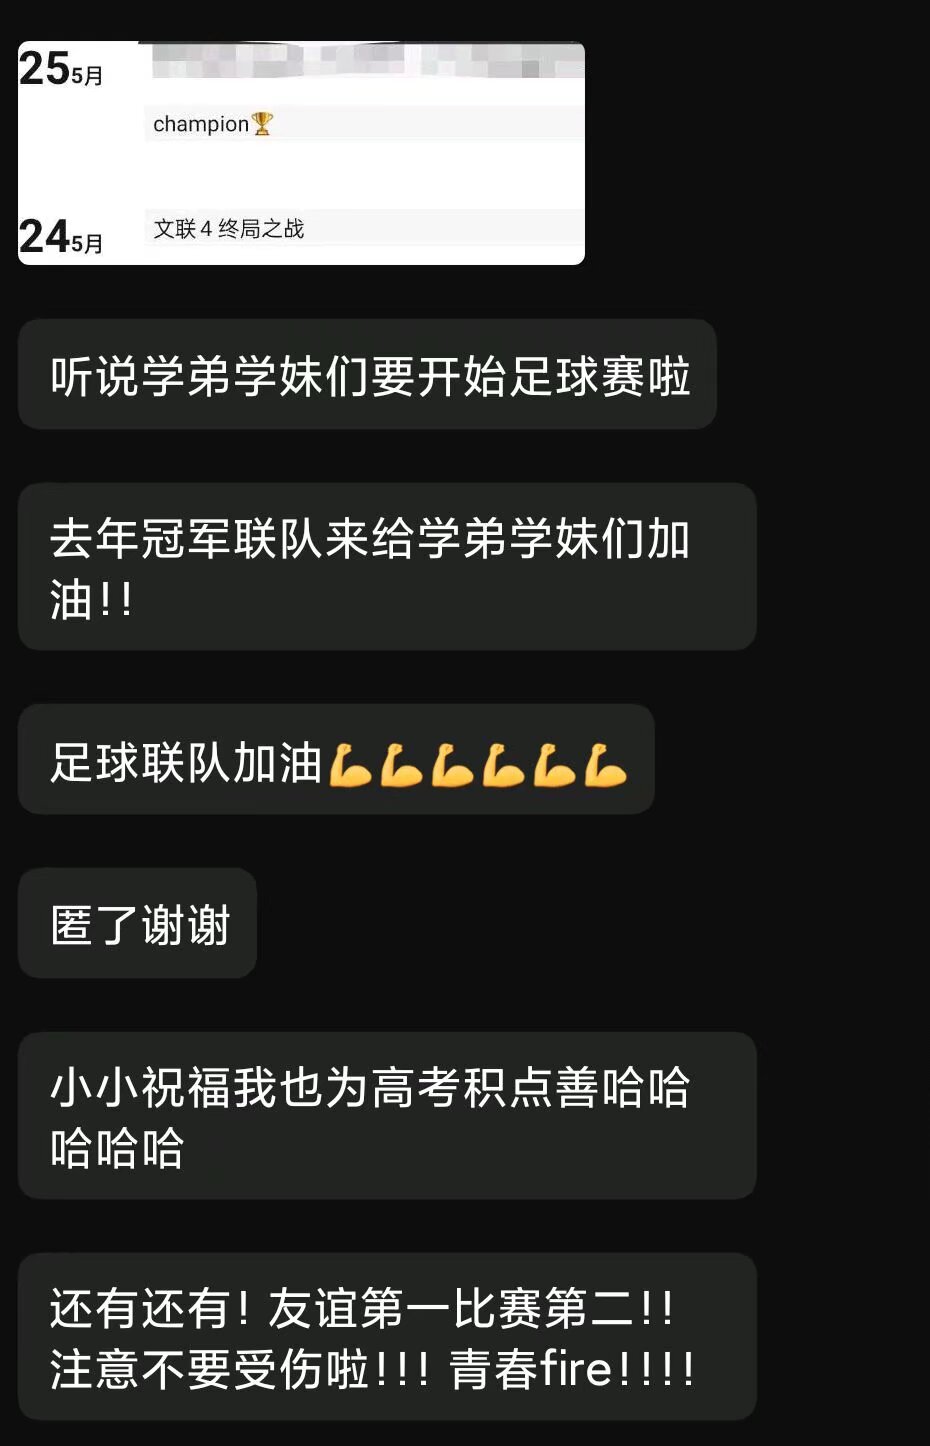 25 5月
champion🏆
文联4 终局之战
24 5月
听说学弟学妹们要开始足球赛啦
去年冠军联队来给学弟学妹们加
油!!
足球联队加油💪💪💪💪💪💪
匿了谢谢
小小祝福我也为高考积点善哈哈
哈哈哈
还有还有! 友谊第一比赛第二!!
注意不要受伤啦!!! 青春fire!!!!